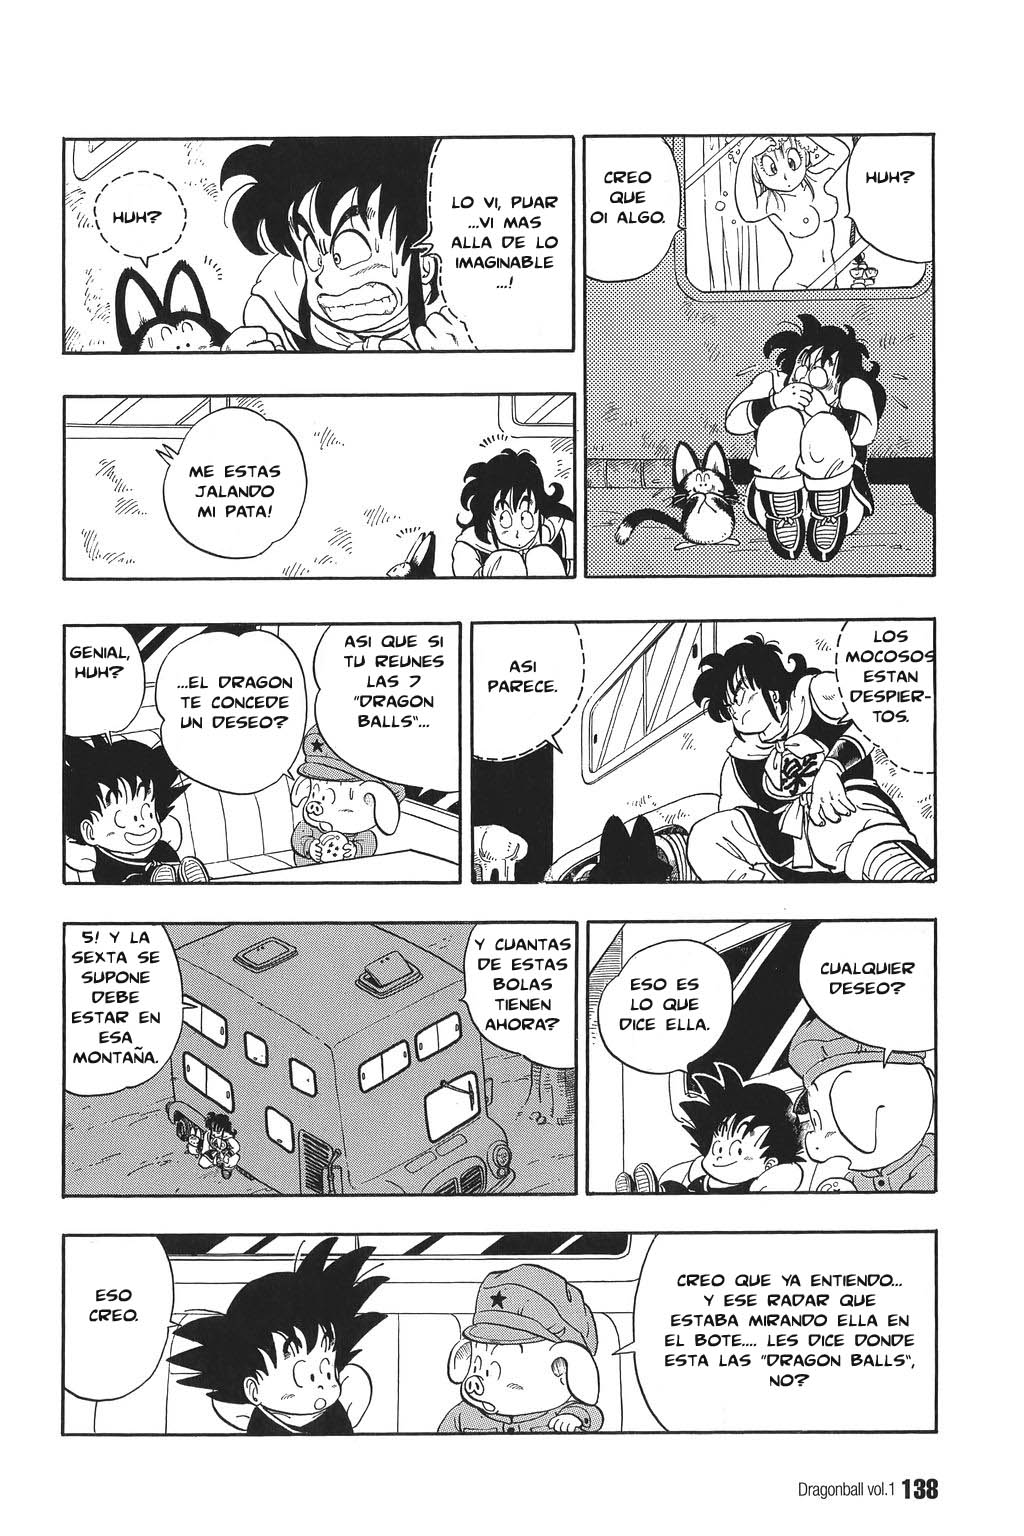 HUH?
CREO
QUE
OI ALGO.
LO VI, PUAR
...VI MAS
ALLA DE LO
IMAGINABLE
...!
HUH?
ME ESTAS
JALANDO
MI PATA!
LOS
MOCOSOS
ESTAN
DESPIER-
TOS.
ASI
PARECE.
樂
ASI QUE SI
TU REUNES
LAS 7
"DRAGON
BALLS"...
...EL DRAGON
TE CONCEDE
UN DESEO?
GENIAL,
HUH?
CUALQUIER
DESEO?
ESO ES
LO QUE
DICE ELLA.
Y CUANTAS
DE ESTAS
BOLAS
TIENEN
AHORA?
5! Y LA
SEXTA SE
SUPONE
DEBE
ESTAR EN
ESA
MONTAÑA.
CREO QUE YA ENTIENDO...
Y ESE RADAR QUE
ESTABA MIRANDO ELLA EN
EL BOTE.... LES DICE DONDE
ESTA LAS "DRAGON BALLS",
NO?
ESO
CREO.
Dragonball vol.1 138